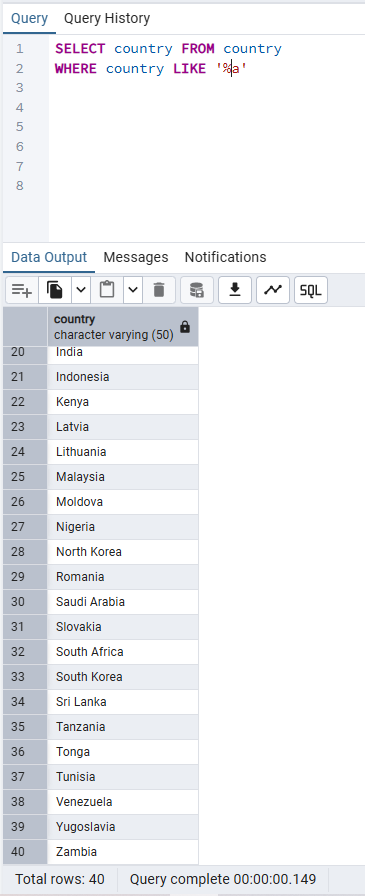 Query Query History
1 SELECT country FROM country
2 WHERE country LIKE '%a'
3
4
5
6
7
8
Data Output Messages Notifications
SQL
country
character varying (50)
20 India
21 Indonesia
22 Kenya
23 Latvia
24 Lithuania
25 Malaysia
26 Moldova
27 Nigeria
28 North Korea
29 Romania
30 Saudi Arabia
31 Slovakia
32 South Africa
33 South Korea
34 Sri Lanka
35 Tanzania
36 Tonga
37 Tunisia
38 Venezuela
39 Yugoslavia
40 Zambia
Total rows: 40 Query complete 00:00:00.149